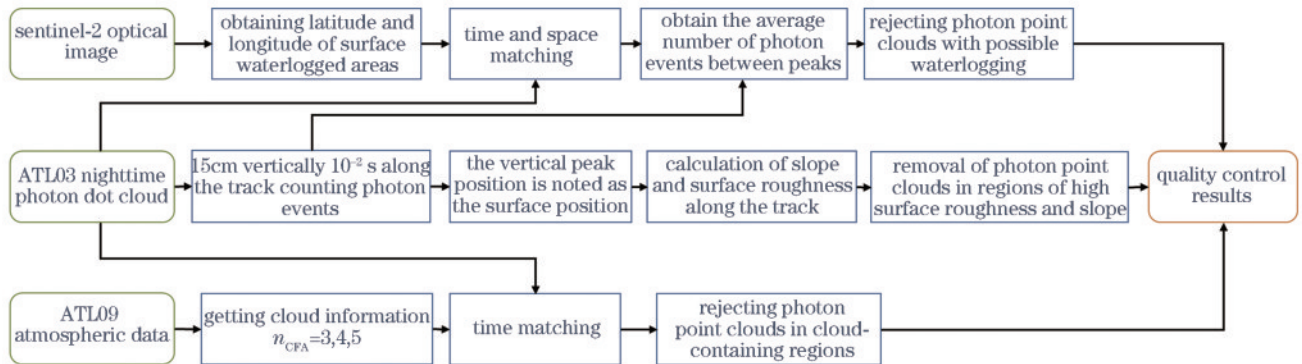 sentinel-2 optical
image
obtaining latitude and
longitude of surface
waterlogged areas
time and space
matching
obtain the average
number of photon
events between peaks
rejecting photon point
clouds with possible
waterlogging
ATL03 nighttime
photon dot cloud
15cm vertically 10⁻² s along
the track counting photon
events
the vertical peak
position is noted as
the surface position
calculation of slope
and surface roughness
along the track
removal of photon point
clouds in regions of high
surface roughness and slope
quality control
results
ATL09
atmospheric data
getting cloud information
n_CFA=3,4,5
time matching
rejecting photon
point clouds in cloud-
containing regions